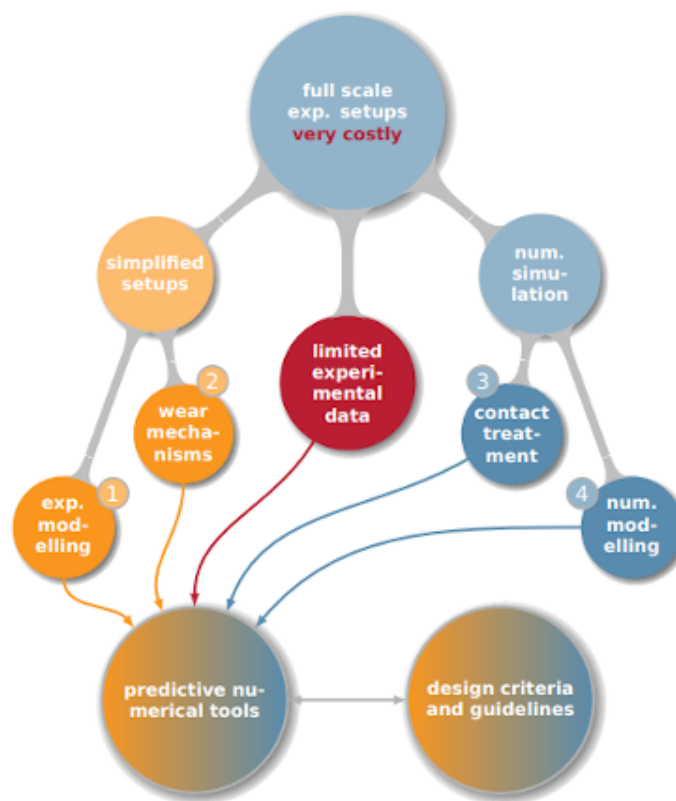 full scale
exp. setups
very costly
simplified
setups
num.
simu-
lation
limited
experi-
mental
data
2
wear
mecha-
nisms
3
contact
treat-
ment
1
exp.
mod-
elling
4
num.
mod-
elling
predictive nu-
merical tools
design criteria
and guidelines